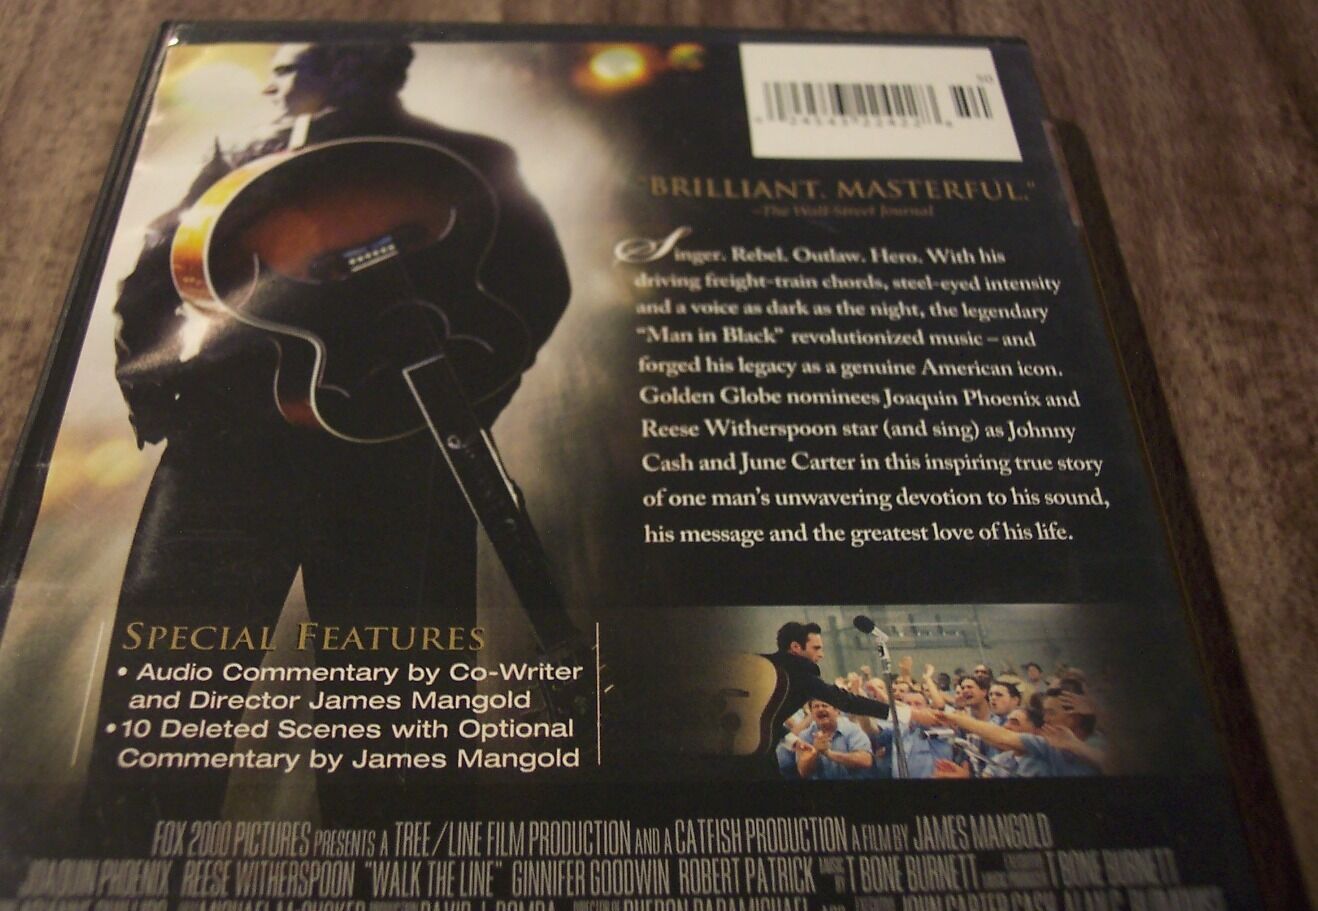 "BRILLIANT. MASTERFUL."
-The Wall Street Journal
Singer. Rebel. Outlaw. Hero. With his
driving freight-train chords, steel-eyed intensity
and a voice as dark as the night, the legendary
"Man in Black" revolutionized music – and
forged his legacy as a genuine American icon.
Golden Globe nominees Joaquin Phoenix and
Reese Witherspoon star (and sing) as Johnny
Cash and June Carter in this inspiring true story
of one man's unwavering devotion to his sound,
his message and the greatest love of his life.
SPECIAL FEATURES
• Audio Commentary by Co-Writer
and Director James Mangold
• 10 Deleted Scenes with Optional
Commentary by James Mangold
FOX 2000 PICTURES PRESENTS A TREE/LINE FILM PRODUCTION AND A CATFISH PRODUCTION A FILM BY JAMES MANGOLD
JOAQUIN PHOENIX REESE WITHERSPOON "WALK THE LINE" GINNIFER GOODWIN ROBERT PATRICK MUSIC BY T BONE BURNETT T BONE BURNETT